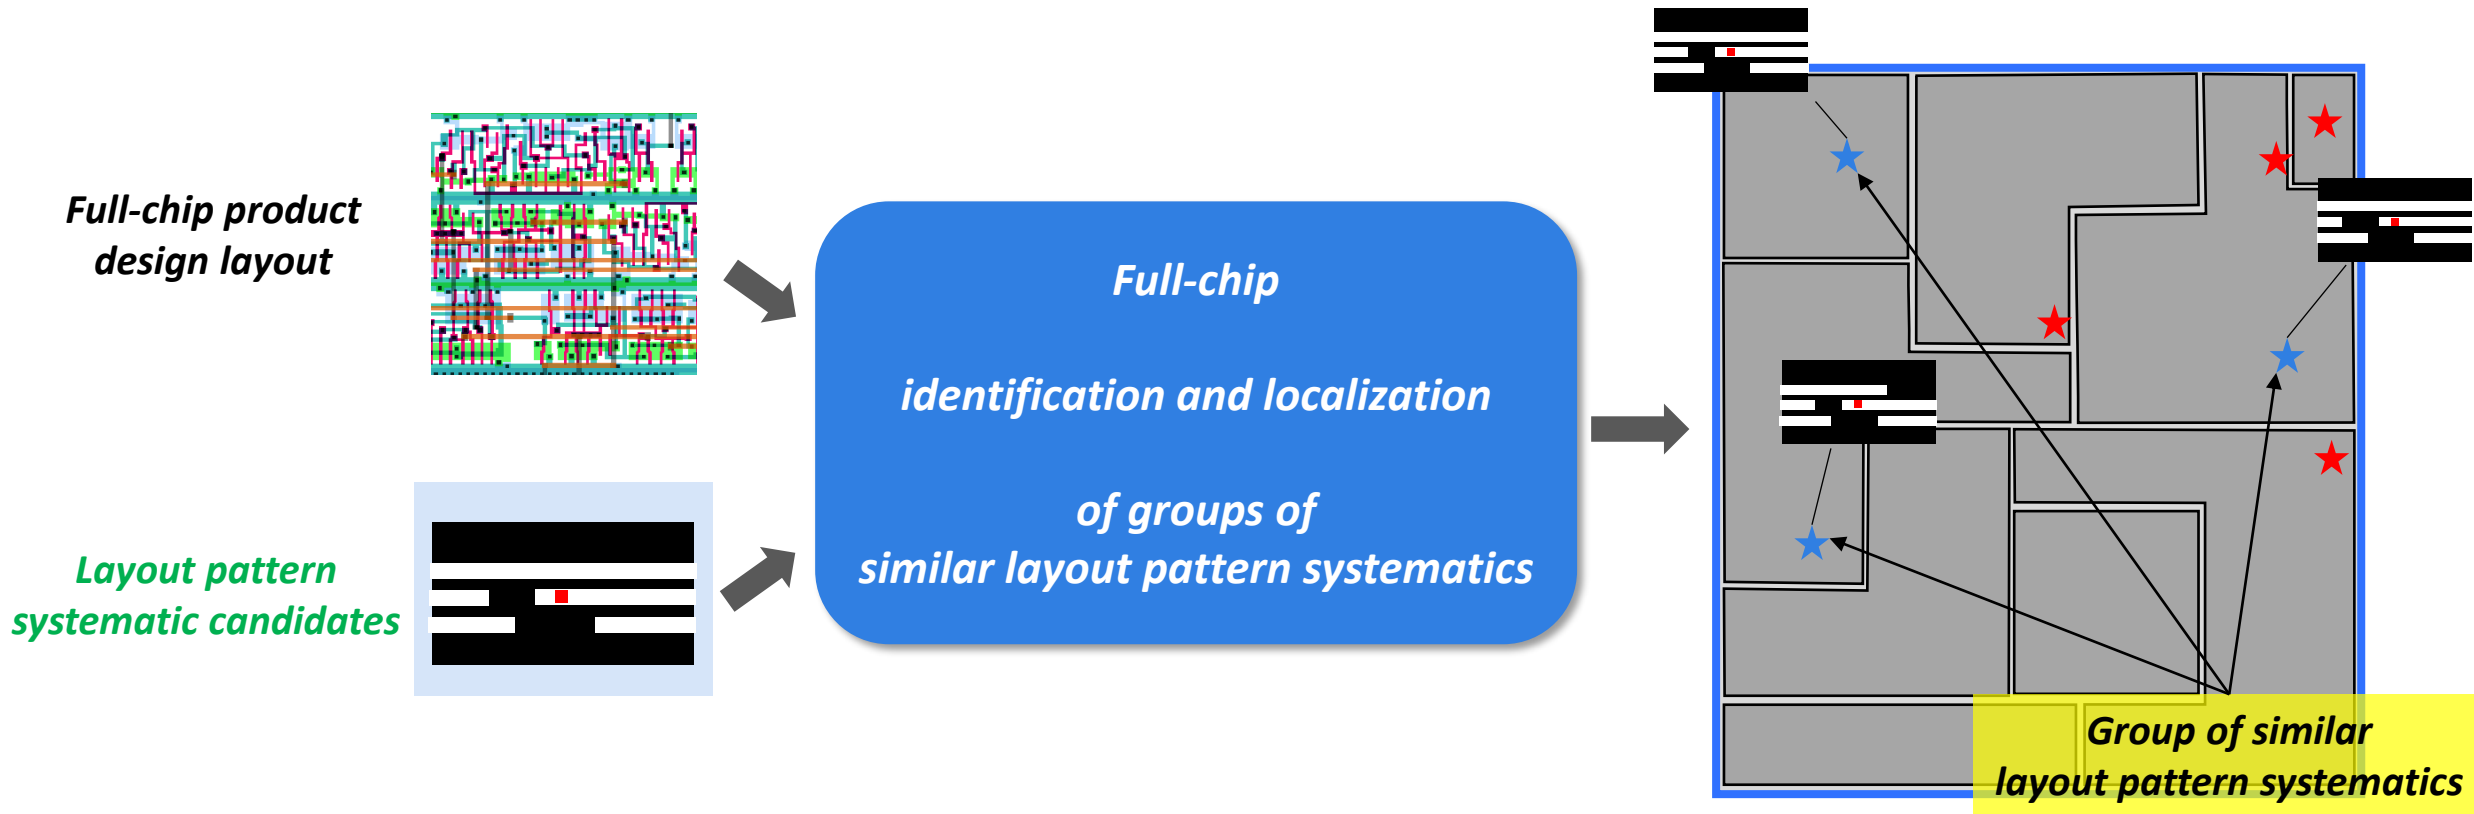 Full-chip product
design layout
Layout pattern
systematic candidates
Full-chip
identification and localization
of groups of
similar layout pattern systematics
Group of similar
layout pattern systematics